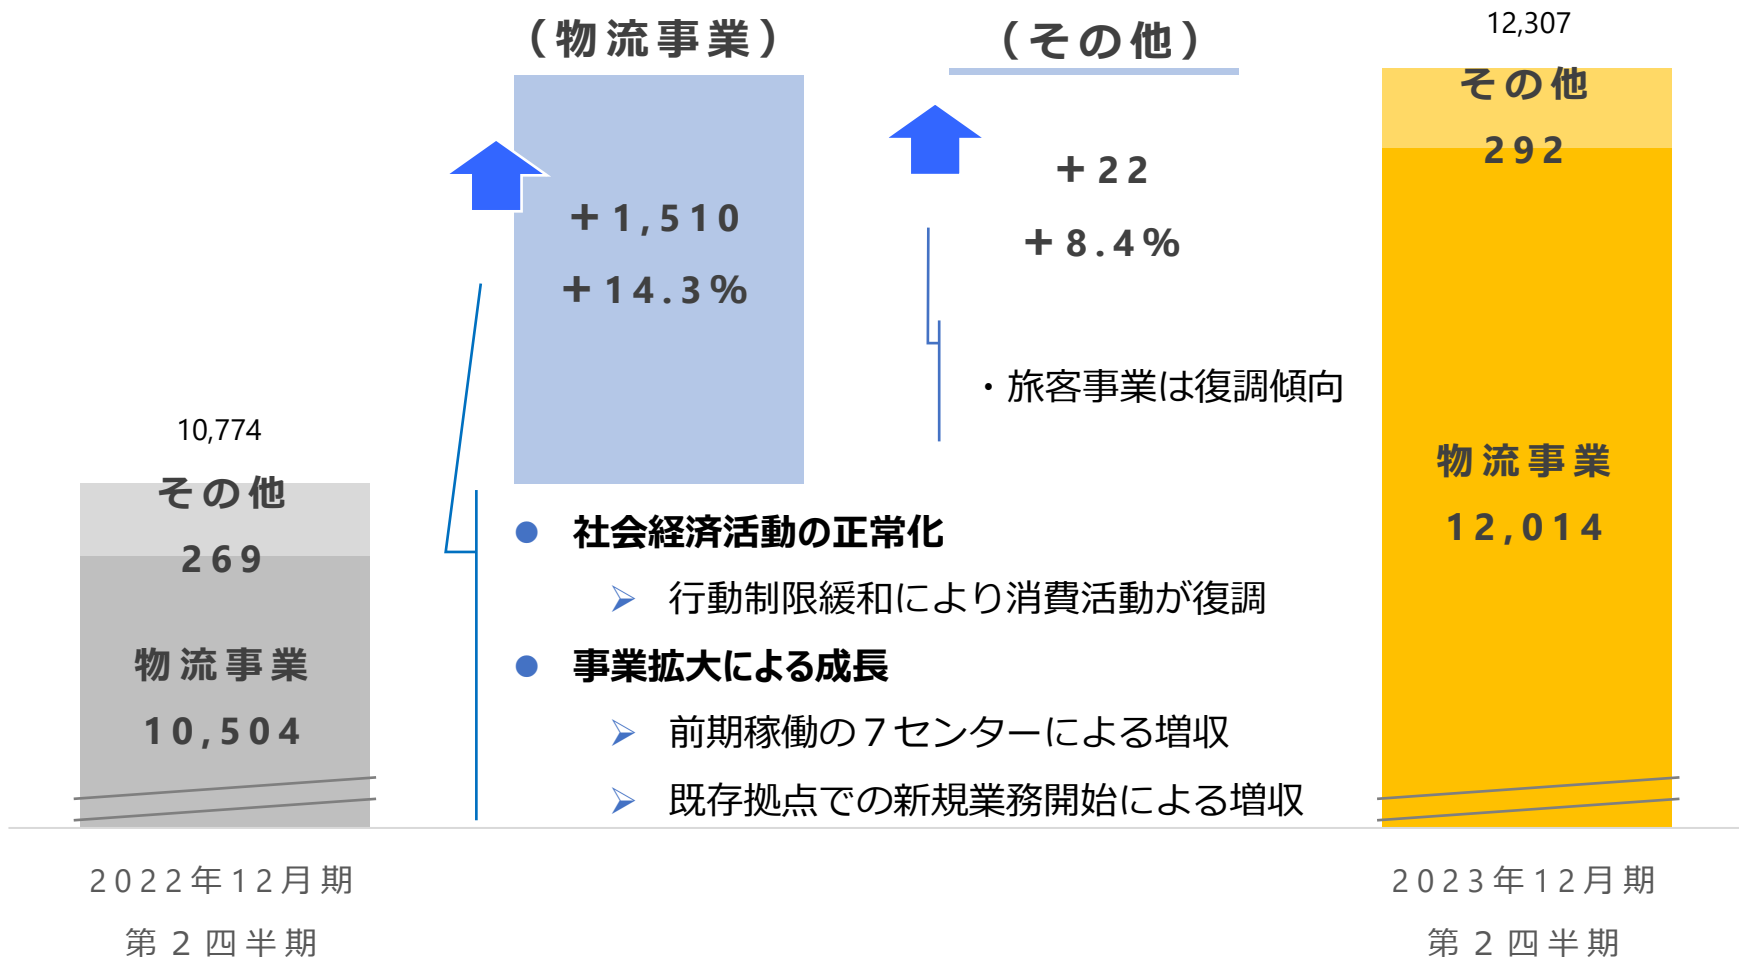 (物流事業)
(その他)
12,307
その他
292
+1,510
+14.3%
+22
+8.4%
・旅客事業は復調傾向
10,774
その他
269
物流事業
10,504
物流事業
12,014
● 社会経済活動の正常化
➢ 行動制限緩和により消費活動が復調
● 事業拡大による成長
➢ 前期稼働の７センターによる増収
➢ 既存拠点での新規業務開始による増収
2022年12月期
第２四半期
2023年12月期
第２四半期